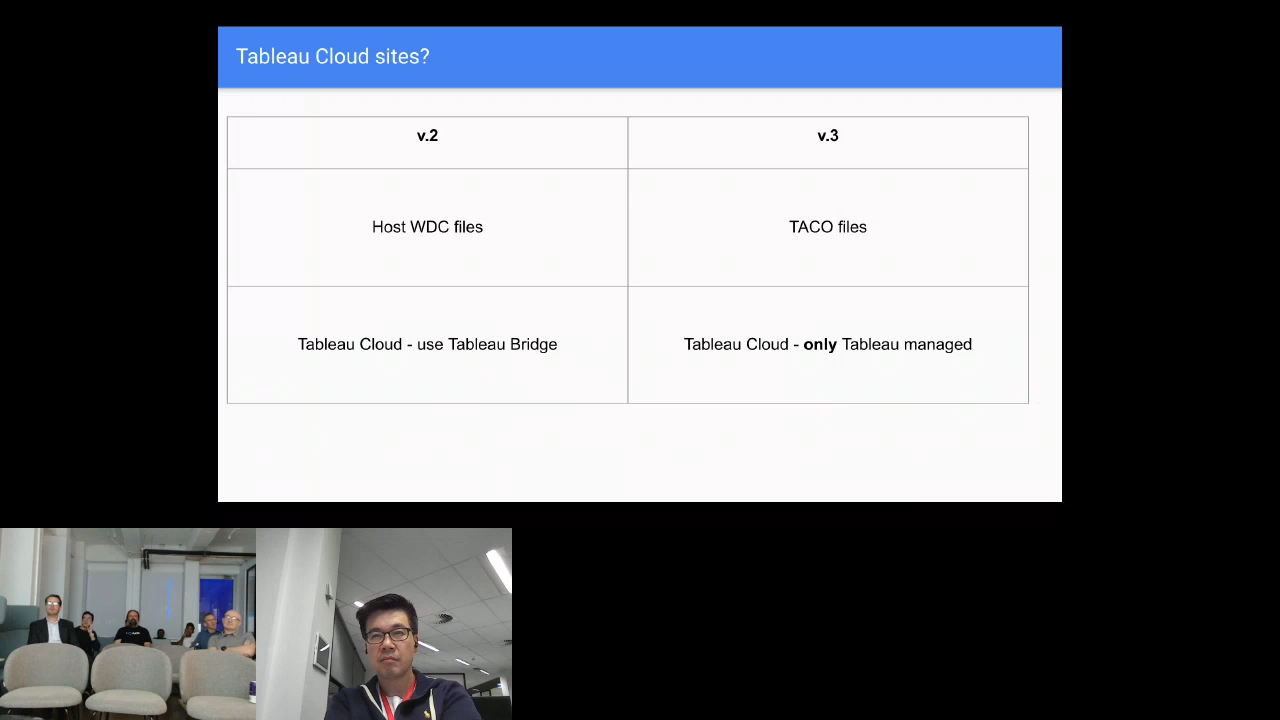 Tableau Cloud sites?
v.2
v.3
Host WDC files
TACO files
Tableau Cloud - use Tableau Bridge
Tableau Cloud - only Tableau managed